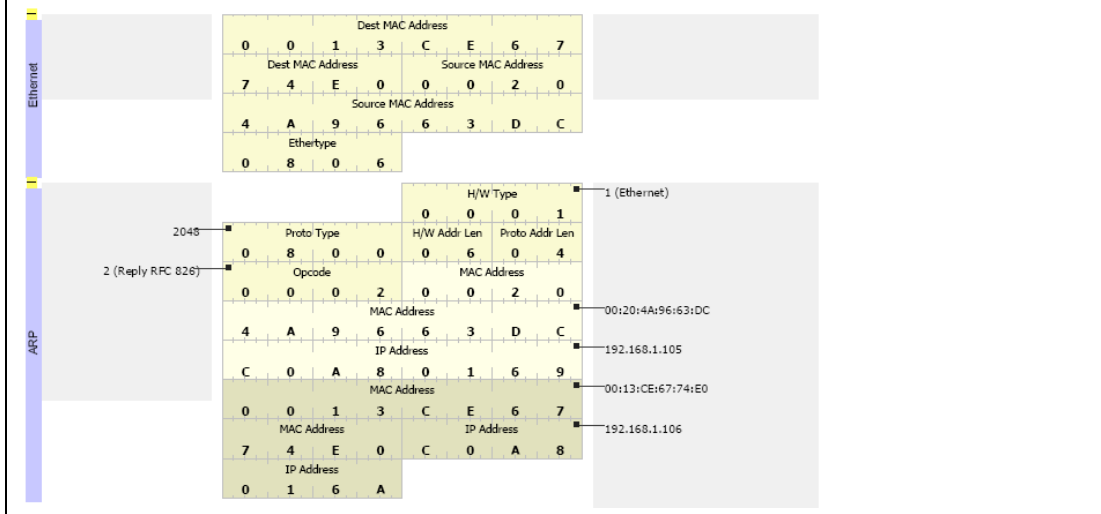 Ethernet
Dest MAC Address
0 0 1 3 C E 6 7
Dest MAC Address Source MAC Address
7 4 E 0 0 0 2 0
Source MAC Address
4 A 9 6 6 3 D C
Ethertype
0 8 0 6
ARP
H/W Type 1 (Ethernet)
0 0 0 1
2048 Proto Type H/W Addr Len Proto Addr Len
0 8 0 0 0 6 0 4
2 (Reply RFC 826) Opcode MAC Address
0 0 0 2 0 0 2 0
MAC Address 00:20:4A:96:63:DC
4 A 9 6 6 3 D C
IP Address 192.168.1.105
C 0 A 8 0 1 6 9
MAC Address 00:13:CE:67:74:E0
0 0 1 3 C E 6 7
MAC Address IP Address 192.168.1.106
7 4 E 0 C 0 A 8
IP Address
0 1 6 A